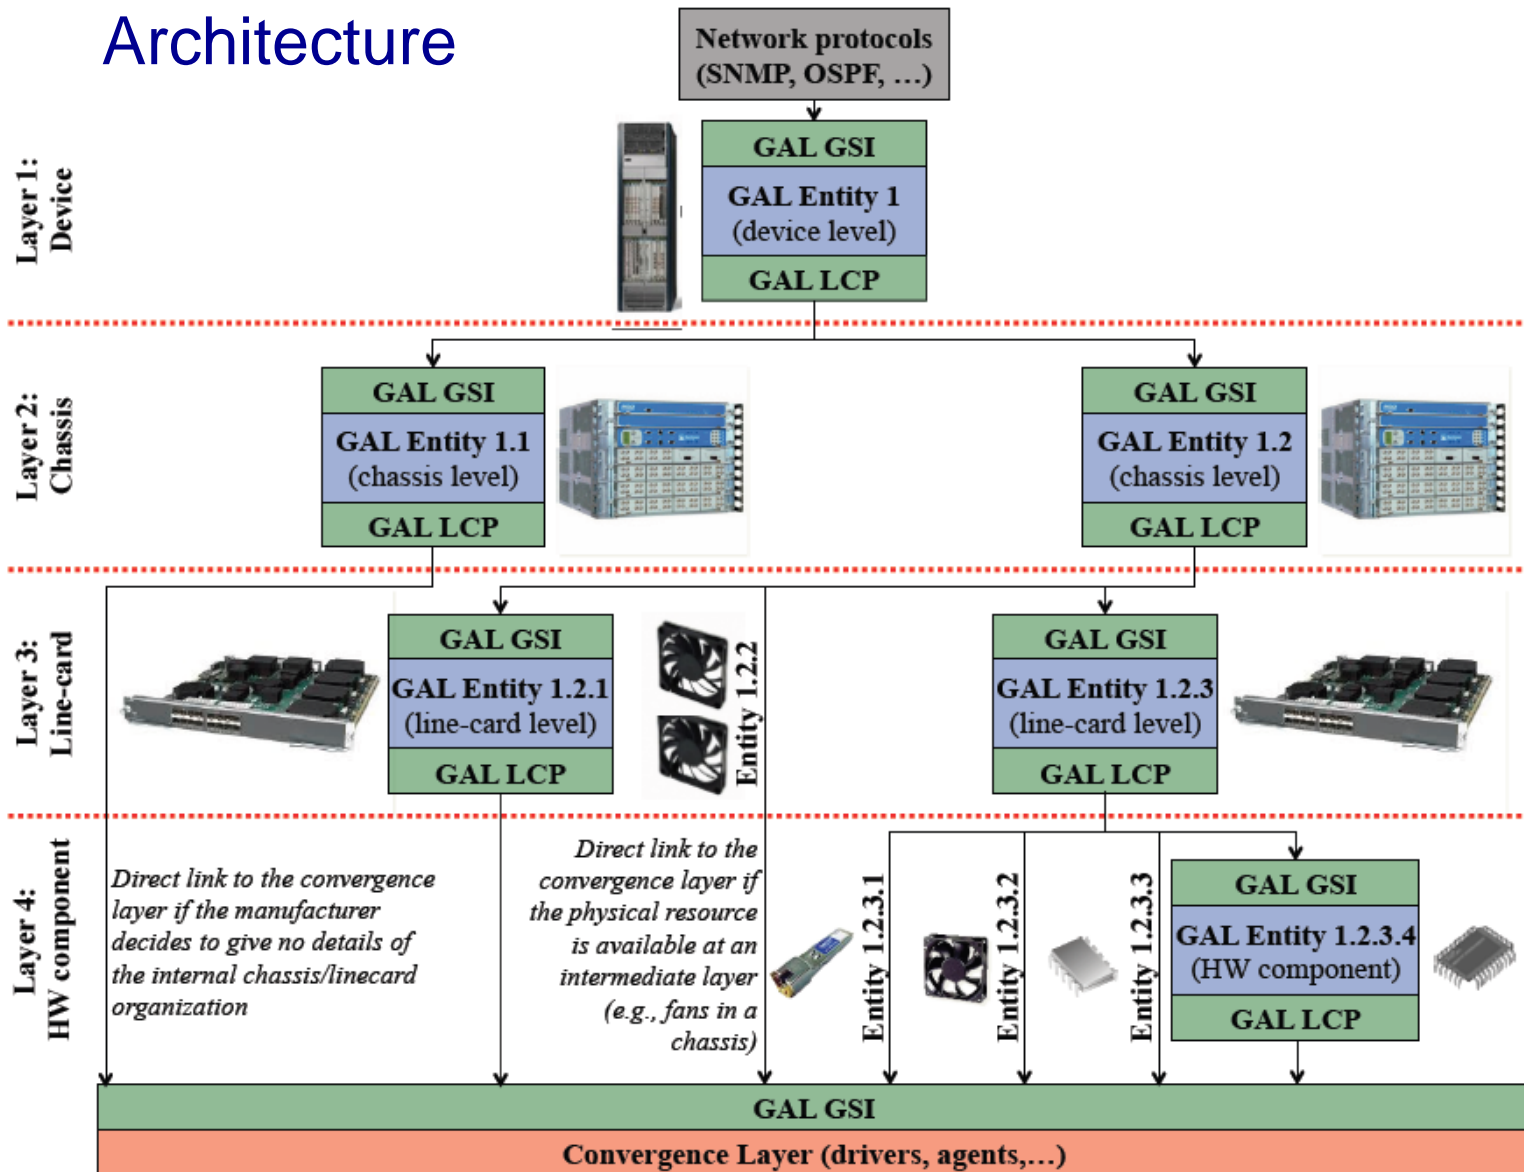 Architecture
Network protocols
(SNMP, OSPF, …)
Layer 1:
Device
GAL GSI
GAL Entity 1
(device level)
GAL LCP
Layer 2:
Chassis
GAL GSI
GAL Entity 1.1
(chassis level)
GAL LCP
GAL GSI
GAL Entity 1.2
(chassis level)
GAL LCP
Layer 3:
Line-card
GAL GSI
GAL Entity 1.2.1
(line-card level)
GAL LCP
Entity 1.2.2
GAL GSI
GAL Entity 1.2.3
(line-card level)
GAL LCP
Layer 4:
HW component
Direct link to the convergence
layer if the manufacturer
decides to give no details of
the internal chassis/linecard
organization
Direct link to the
convergence layer if
the physical resource
is available at an
intermediate layer
(e.g., fans in a
chassis)
Entity 1.2.3.1
Entity 1.2.3.2
Entity 1.2.3.3
GAL GSI
GAL Entity 1.2.3.4
(HW component)
GAL LCP
GAL GSI
Convergence Layer (drivers, agents,…)